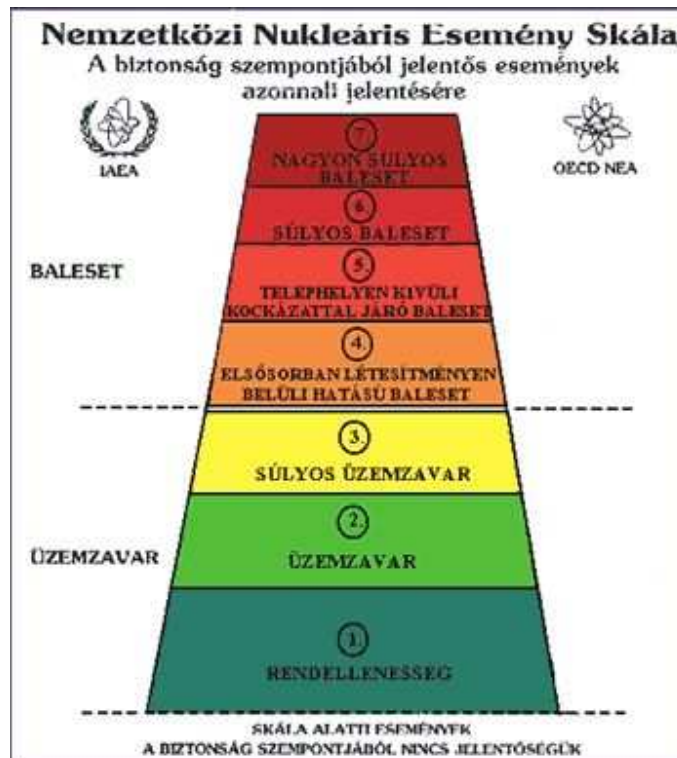 Nemzetközi Nukleáris Esemény Skála
A biztonság szempontjából jelentős események
azonnali jelentésére
IAEA
OECD NEA
7.
NAGYON SÚLYOS
BALESET
6.
SÚLYOS BALESET
BALESET
5.
TELEPHELYEN KIVÜLI
KOCKÁZATTAL JÁRÓ BALESET
4.
ELSŐSORBAN LÉTESÍTMÉNYEN
BELÜLI HATÁSÚ BALESET
3.
SÚLYOS ÜZEMZAVAR
2.
ÜZEMZAVAR
ÜZEMZAVAR
1.
RENDELLENESSÉG
SKÁLA ALATTI ESEMÉNYEK
A BIZTONSÁG SZEMPONTJÁBÓL NINCS JELENTŐSÉGÜK